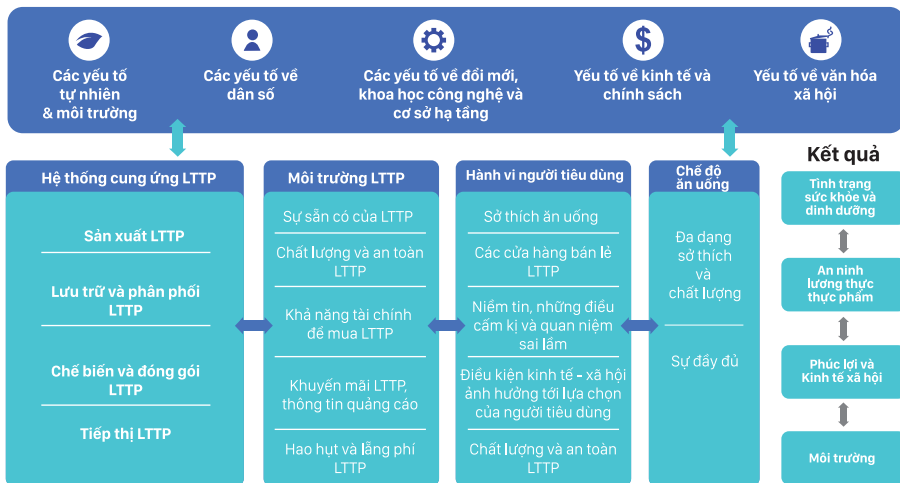 Các yếu tố
tự nhiên
& môi trường
Các yếu tố về
dân số
Các yếu tố về đổi mới,
khoa học công nghệ và
cơ sở hạ tầng
Yếu tố về kinh tế và
chính sách
Yếu tố về văn hóa
xã hội
Hệ thống cung ứng LTTP
Sản xuất LTTP
Lưu trữ và phân phối
LTTP
Chế biến và đóng gói
LTTP
Tiếp thị LTTP
Môi trường LTTP
Sự sẵn có của LTTP
Chất lượng và an toàn
LTTP
Khả năng tài chính
để mua LTTP
Khuyến mãi LTTP,
thông tin quảng cáo
Hao hụt và lãng phí
LTTP
Hành vi người tiêu dùng
Sở thích ăn uống
Các cửa hàng bán lẻ
LTTP
Niềm tin, những điều
cấm kị và quan niệm
sai lầm
Điều kiện kinh tế - xã hội
ảnh hưởng tới lựa chọn
của người tiêu dùng
Chất lượng và an toàn
LTTP
Chế độ
ăn uống
Đa dạng
sở thích
và
chất lượng
Sự đầy đủ
Kết quả
Tình trạng
sức khỏe và
dinh dưỡng
An ninh
lương thực
thực phẩm
Phúc lợi và
Kinh tế xã hội
Môi trường